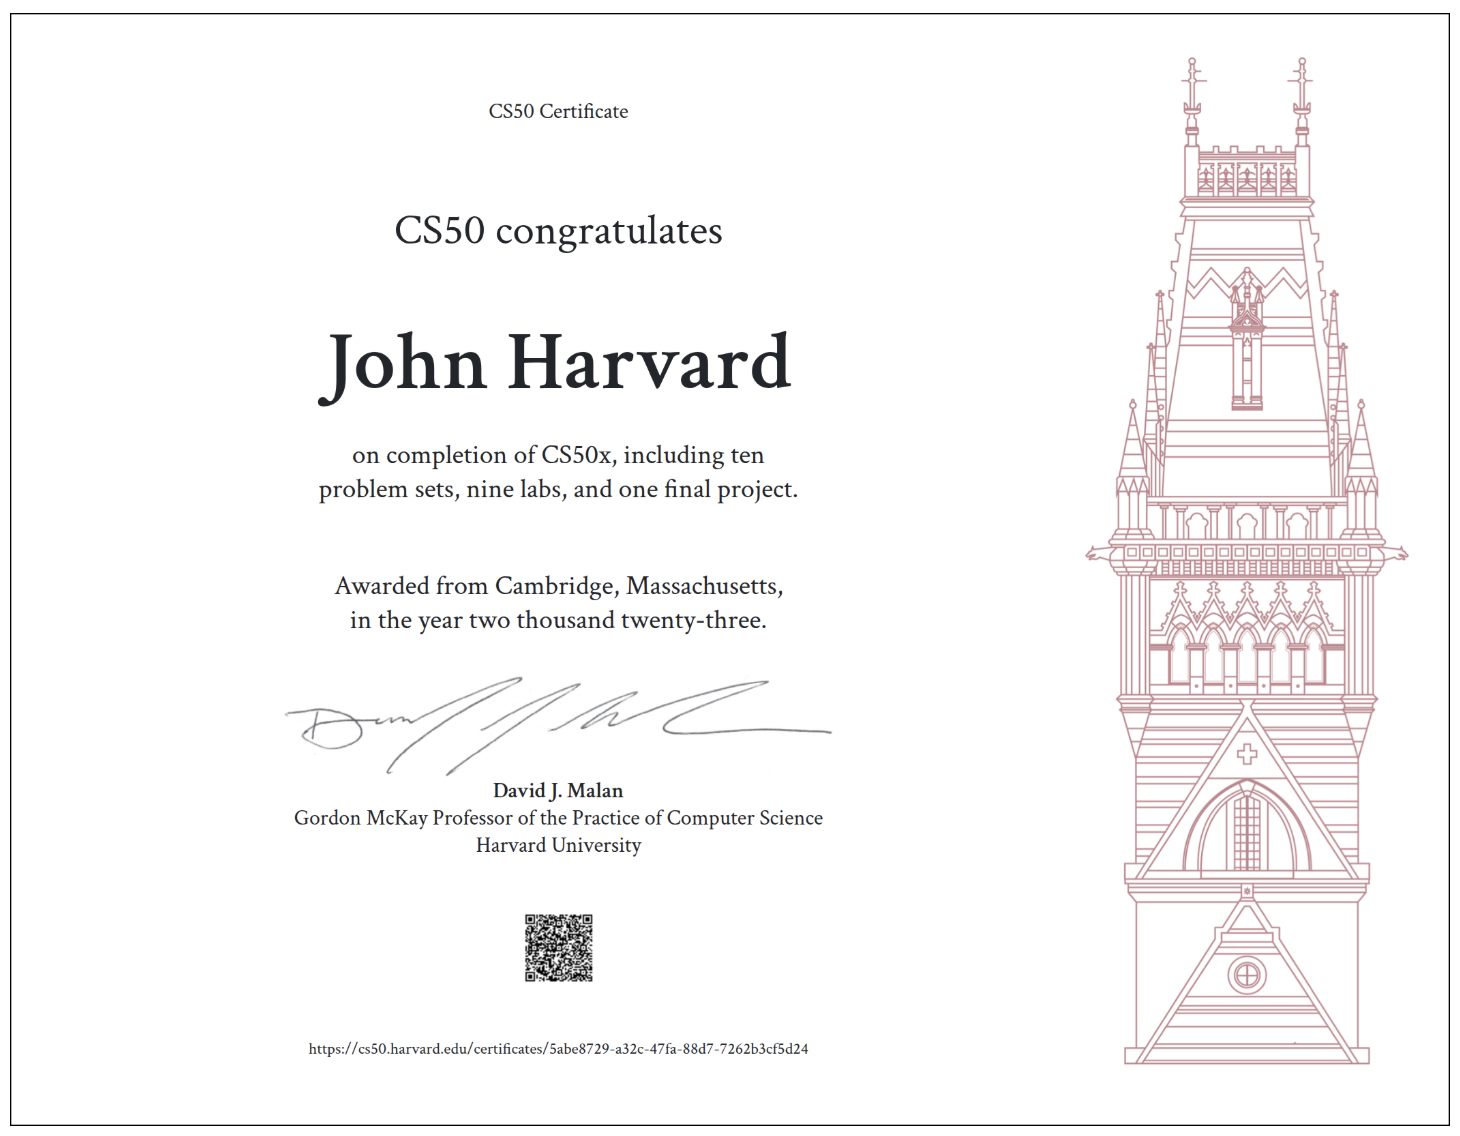 CS50 Certificate
CS50 congratulates
John Harvard
on completion of CS50x, including ten
problem sets, nine labs, and one final project.
Awarded from Cambridge, Massachusetts,
in the year two thousand twenty-three.
David J. Malan
Gordon McKay Professor of the Practice of Computer Science
Harvard University
https://cs50.harvard.edu/certificates/5abe8729-a32c-47fa-88d7-7262b3cf5d24